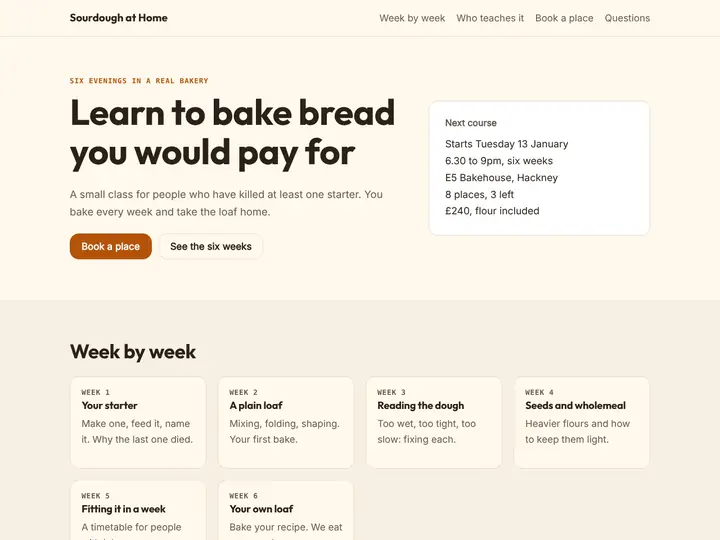 Sourdough at Home
Week by week Who teaches it Book a place Questions
SIX EVENINGS IN A REAL BAKERY
Learn to bake bread
you would pay for
A small class for people who have killed at least one starter. You
bake every week and take the loaf home.
Book a place
See the six weeks
Next course
Starts Tuesday 13 January
6.30 to 9pm, six weeks
E5 Bakehouse, Hackney
8 places, 3 left
£240, flour included
Week by week
WEEK 1
Your starter
Make one, feed it, name
it. Why the last one died.
WEEK 2
A plain loaf
Mixing, folding, shaping.
Your first bake.
WEEK 3
Reading the dough
Too wet, too tight, too
slow: fixing each.
WEEK 4
Seeds and wholemeal
Heavier flours and how
to keep them light.
WEEK 5
Fitting it in a week
A timetable for people
WEEK 6
Your own loaf
Bake your recipe. We eat